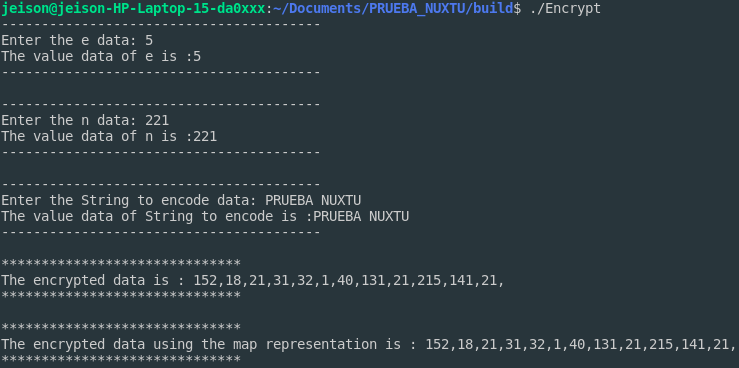 jeison@jeison-HP-Laptop-15-da0xxx:~/Documents/PRUEBA_NUXTU/build$ ./Encrypt
----------------------------------------
Enter the e data: 5
The value data of e is :5
----------------------------------------
----------------------------------------
Enter the n data: 221
The value data of n is :221
----------------------------------------
----------------------------------------
Enter the String to encode data: PRUEBA NUXTU
The value data of String to encode is :PRUEBA NUXTU
----------------------------------------
******************************
The encrypted data is : 152,18,21,31,32,1,40,131,21,215,141,21,
******************************
******************************
The encrypted data using the map representation is : 152,18,21,31,32,1,40,131,21,215,141,21,
******************************